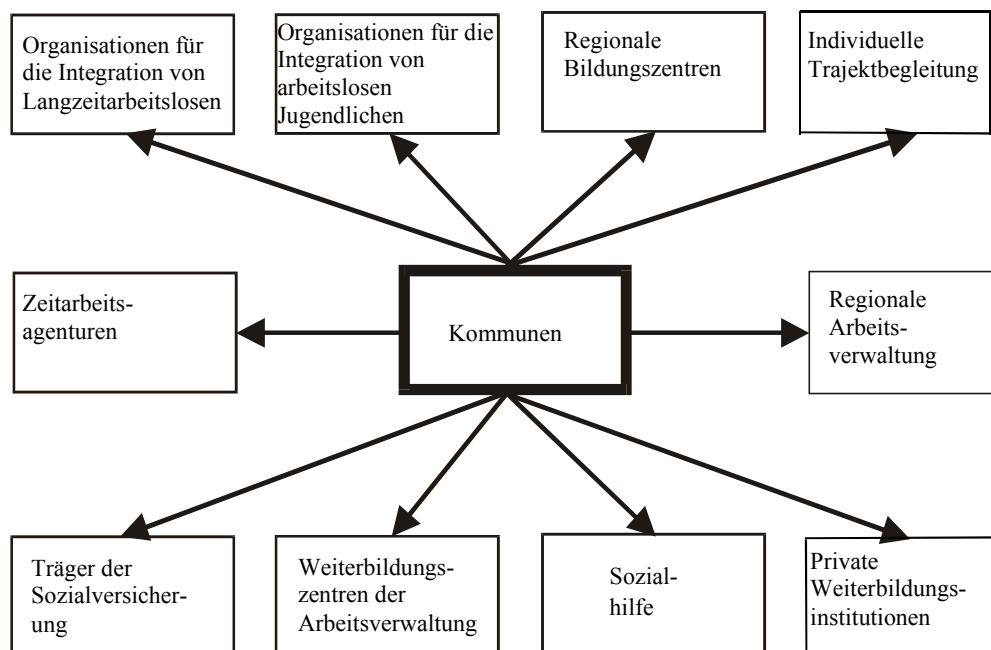 Organisationen für
die Integration von
Langzeitarbeitslosen
Organisationen für die
Integration von
arbeitslosen
Jugendlichen
Regionale
Bildungszentren
Individuelle
Trajektbegleitung
Zeitarbeits-
agenturen
Kommunen
Regionale
Arbeits-
verwaltung
Träger der
Sozialversicher-
ung
Weiterbildungs-
zentren der
Arbeitsverwaltung
Sozial-
hilfe
Private
Weiterbildungs-
institutionen